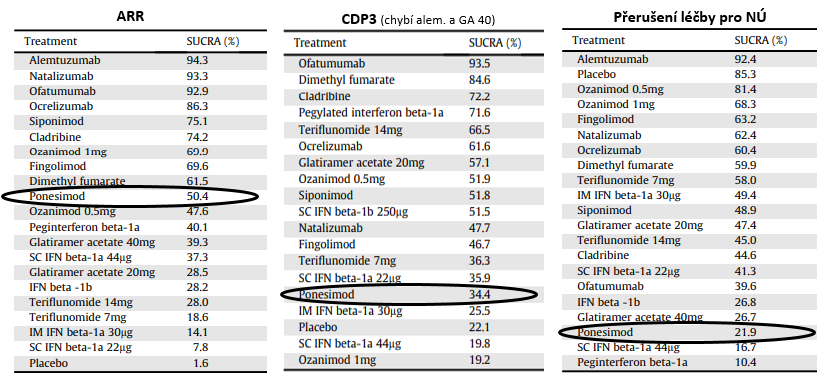 ARR
Treatment SUCRA (%)
Alemtuzumab 94.3
Natalizumab 93.3
Ofatumumab 92.9
Ocrelizumab 86.3
Siponimod 75.1
Cladribine 74.2
Ozanimod 1mg 69.9
Fingolimod 69.6
Dimethyl fumarate 61.5
Ponesimod 50.4
Ozanimod 0.5mg 47.6
Peginterferon beta-1a 40.1
Glatiramer acetate 40mg 39.3
SC IFN beta-1a 44μg 37.3
Glatiramer acetate 20mg 28.5
IFN beta -1b 28.2
Teriflunomide 14mg 28.0
Teriflunomide 7mg 18.6
IM IFN beta-1a 30μg 14.1
SC IFN beta-1a 22μg 7.8
Placebo 1.6
CDP3 (chybí alem. a GA 40)
Treatment SUCRA (%)
Ofatumumab 93.5
Dimethyl fumarate 84.6
Cladribine 72.2
Pegylated interferon beta-1a 71.6
Teriflunomide 14mg 66.5
Ocrelizumab 61.6
Glatiramer acetate 20mg 57.1
Ozanimod 0.5mg 51.9
Siponimod 51.8
SC IFN beta-1b 250μg 51.5
Natalizumab 47.7
Fingolimod 46.7
Teriflunomide 7mg 36.3
SC IFN beta-1a 22μg 35.9
Ponesimod 34.4
IM IFN beta-1a 30μg 25.5
Placebo 22.1
SC IFN beta-1a 44μg 19.8
Ozanimod 1mg 19.2
Přerušení léčby pro NÚ
Treatment SUCRA (%)
Alemtuzumab 92.4
Placebo 85.3
Ozanimod 0.5mg 81.4
Ozanimod 1mg 68.3
Fingolimod 63.2
Natalizumab 62.4
Ocrelizumab 60.4
Dimethyl fumarate 59.9
Teriflunomide 7mg 58.0
IM IFN beta-1a 30μg 49.4
Siponimod 48.9
Glatiramer acetate 20mg 47.4
Teriflunomide 14mg 45.0
Cladribine 44.6
SC IFN beta-1a 22μg 41.3
Ofatumumab 39.6
IFN beta -1b 26.8
Glatiramer acetate 40mg 26.7
Ponesimod 21.9
SC IFN beta-1a 44μg 16.7
Peginterferon beta-1a 10.4